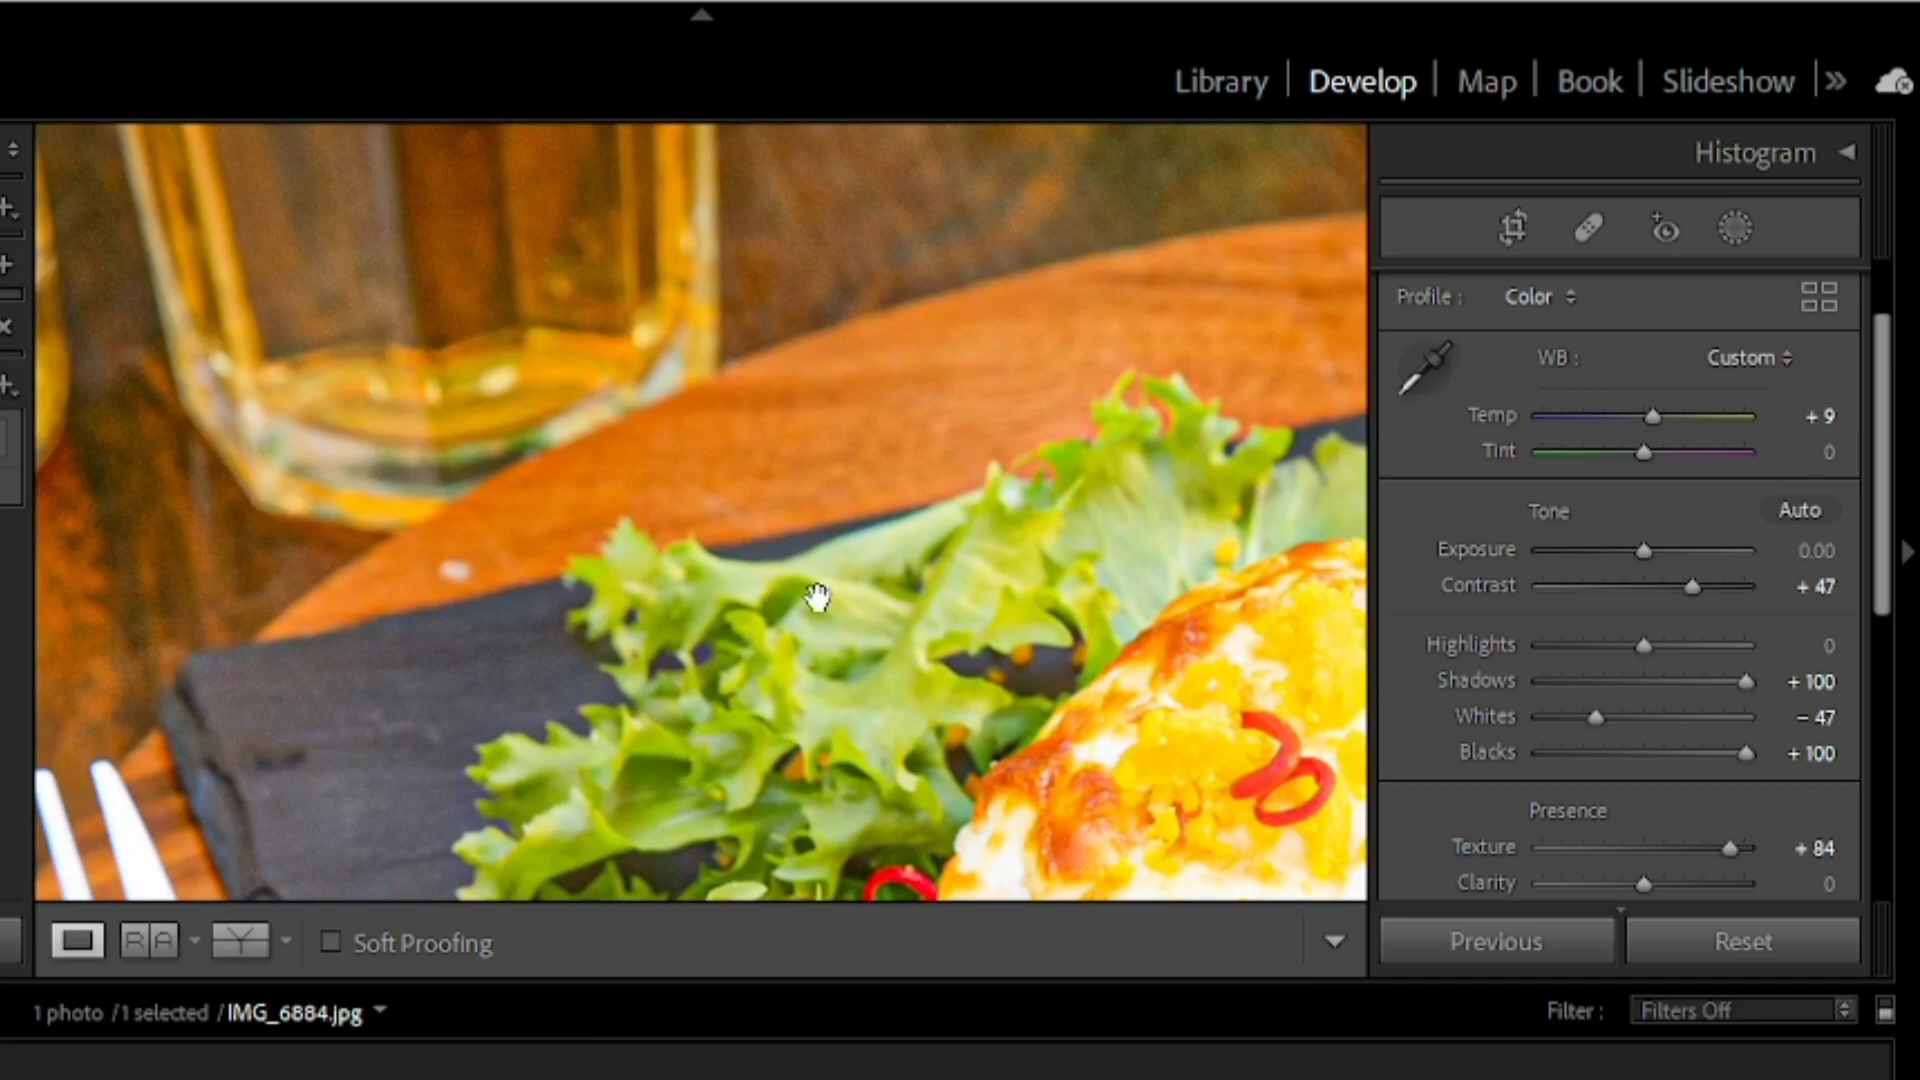 Library | Develop | Map | Book | Slideshow
Histogram
Profile : Color
WB : Custom
Temp + 9
Tint 0
Tone Auto
Exposure 0.00
Contrast + 47
Highlights 0
Shadows + 100
Whites - 47
Blacks + 100
Presence
Texture + 84
Clarity 0
R A Y Soft Proofing
Previous Reset
1 photo / 1 selected / IMG_6884.jpg
Filter : Filters Off